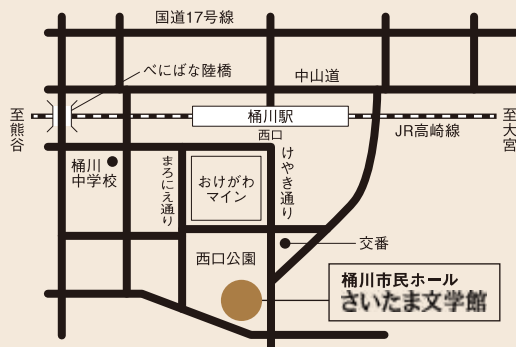 国道17号線
べにばな陸橋
中山道
至熊谷
桶川駅
西口
JR高崎線
至大宮
桶川
中学校
まろにえ通り
おけがわ
マイン
けやき通り
交番
西口公園
桶川市民ホール
さいたま文学館